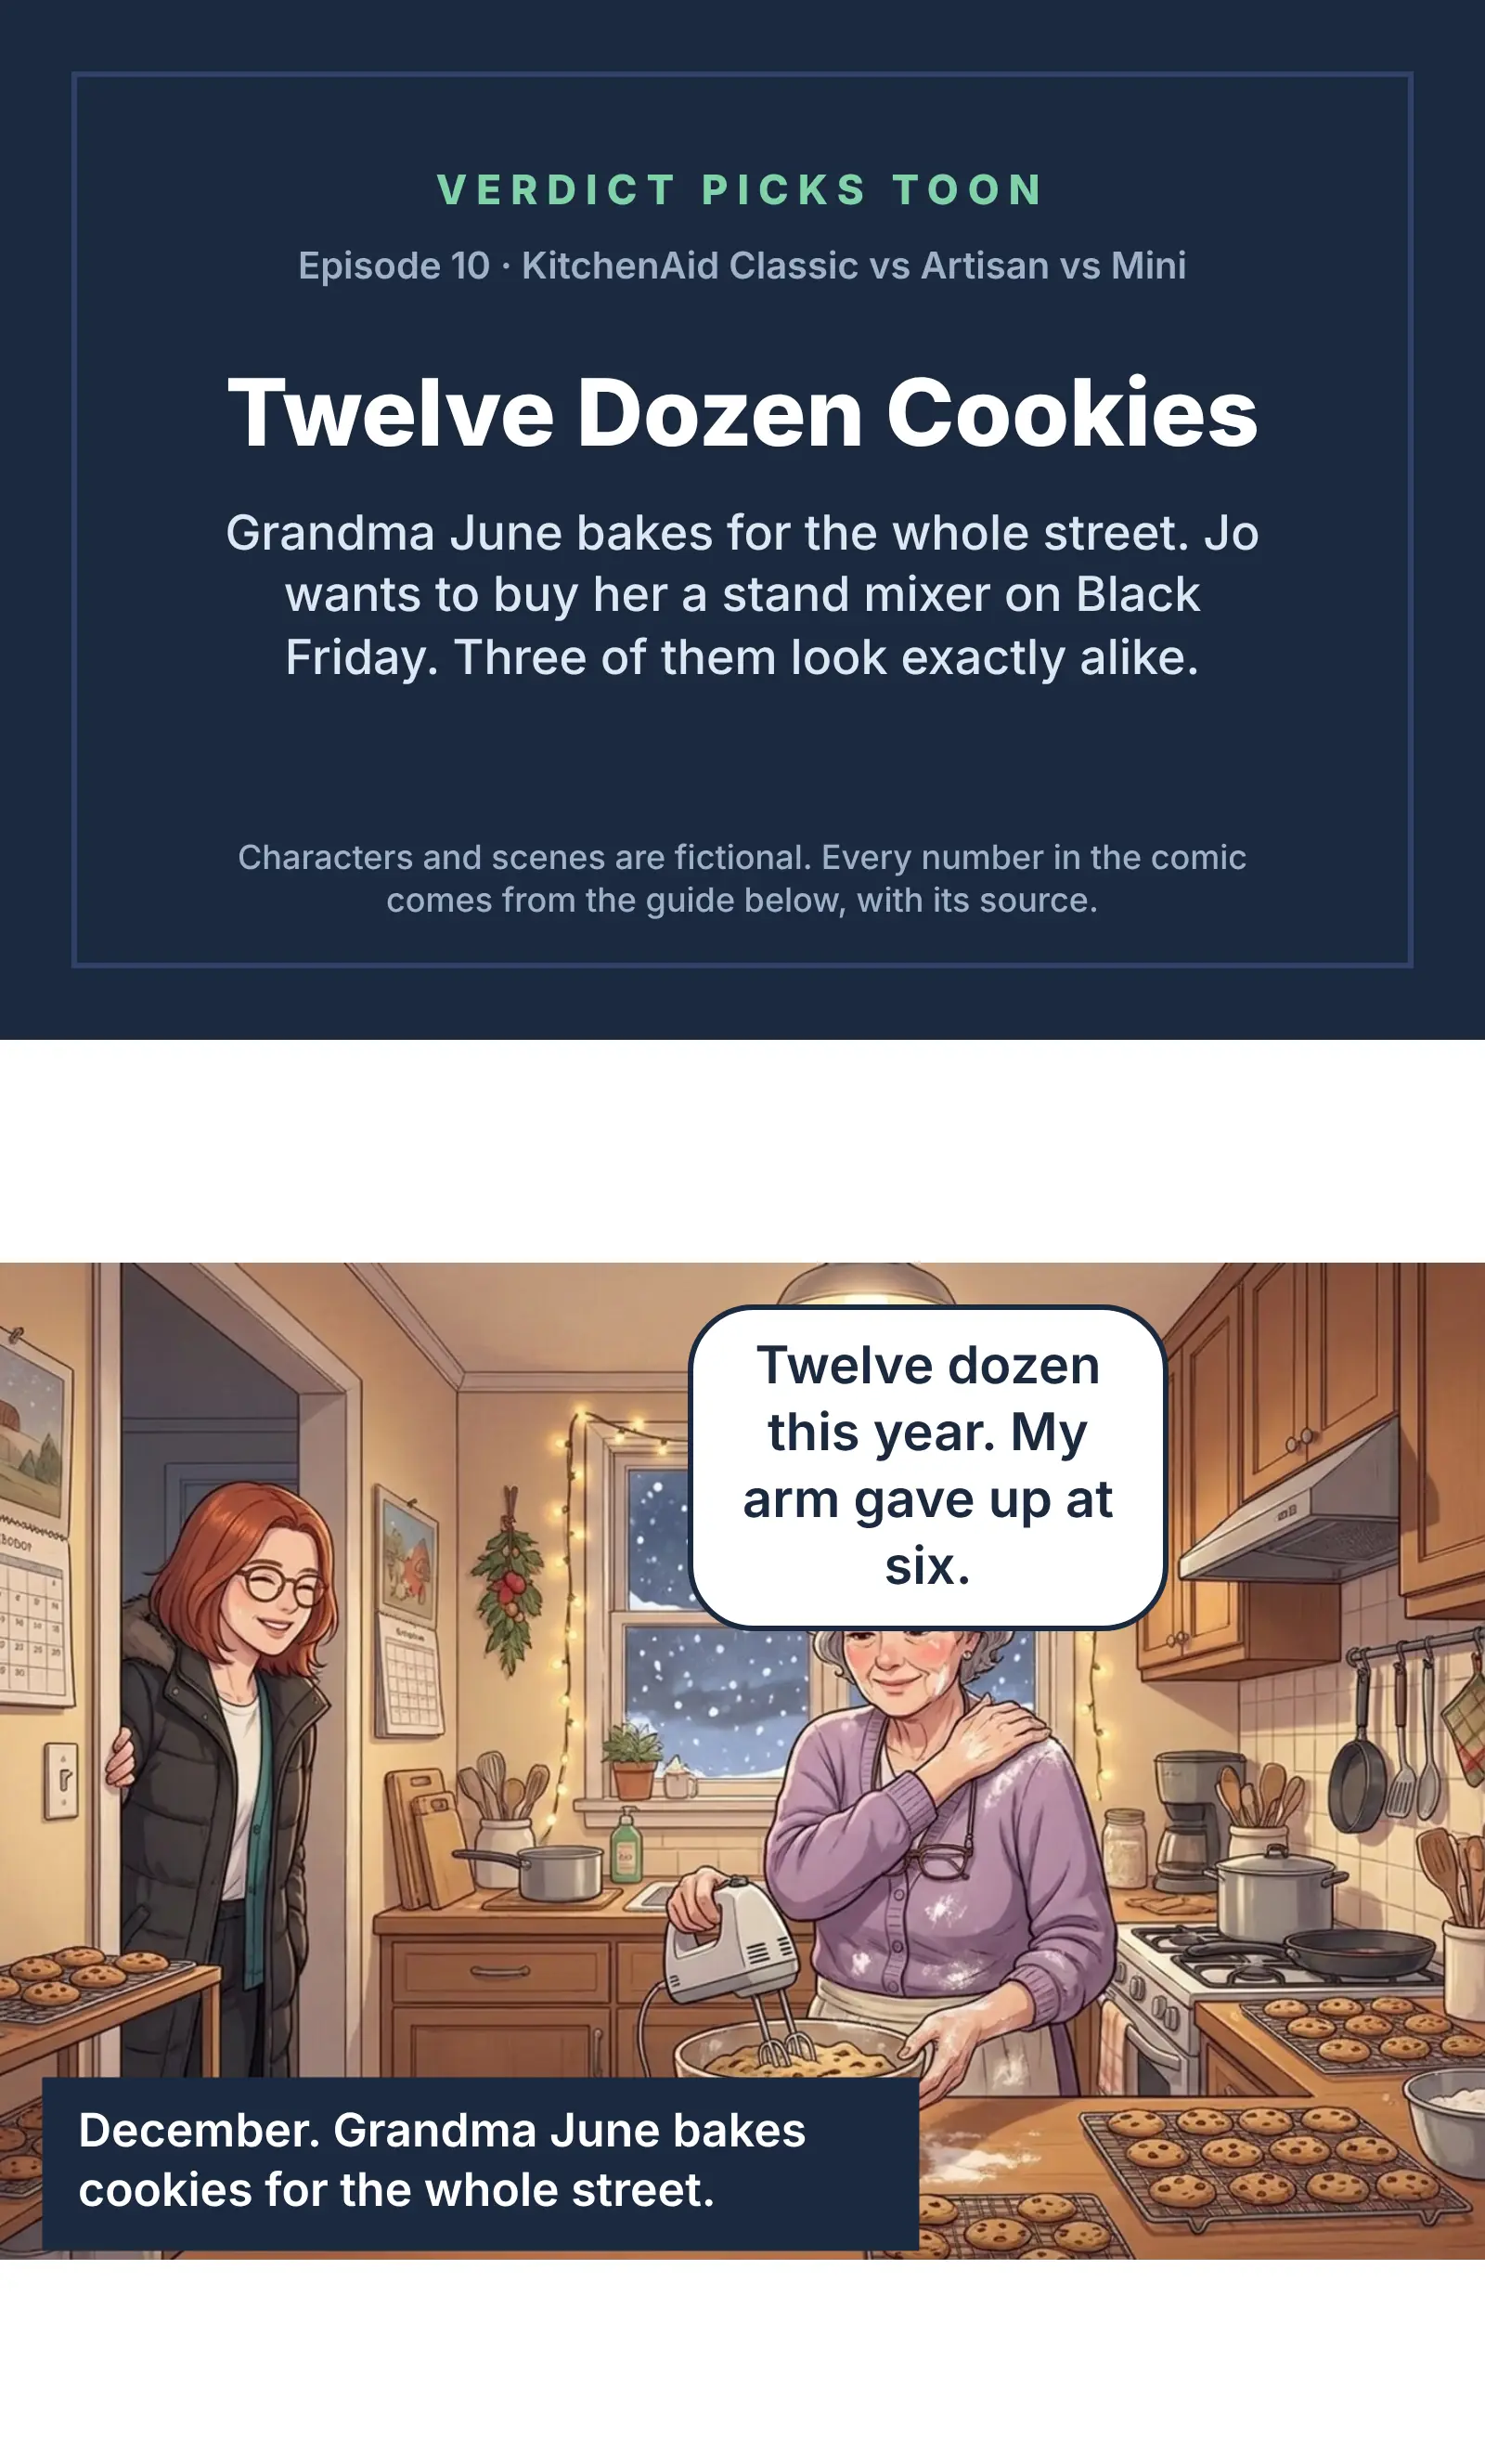 VERDICT PICKS TOON
Episode 10 · KitchenAid Classic vs Artisan vs Mini
Twelve Dozen Cookies
Grandma June bakes for the whole street. Jo
wants to buy her a stand mixer on Black
Friday. Three of them look exactly alike.
Characters and scenes are fictional. Every number in the comic
comes from the guide below, with its source.
Twelve dozen
this year. My
arm gave up at
six.
December. Grandma June bakes
cookies for the whole street.